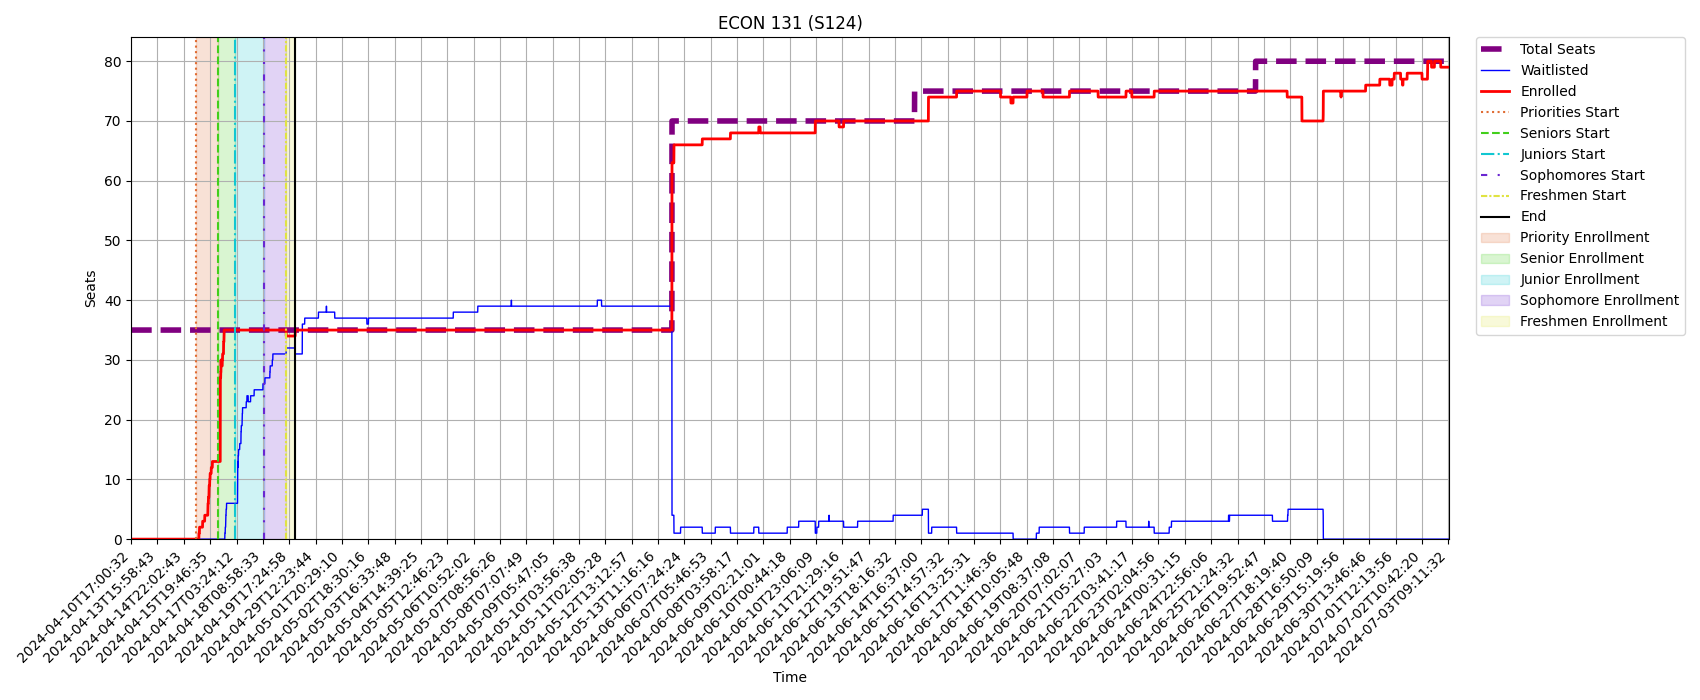 ECON 131 (S124)
Total Seats
Waitlisted
Enrolled
Priorities Start
Seniors Start
Juniors Start
Sophomores Start
Freshmen Start
End
Priority Enrollment
Senior Enrollment
Junior Enrollment
Sophomore Enrollment
Freshmen Enrollment
Seats
80
70
60
50
40
30
20
10
0
2024-04-10T17:00:32
2024-04-13T15:58:43
2024-04-14T22:02:43
2024-04-15T19:46:35
2024-04-17T03:24:12
2024-04-18T08:58:33
2024-04-19T17:24:58
2024-04-29T12:23:44
2024-05-01T20:29:10
2024-05-02T18:30:16
2024-05-03T16:33:48
2024-05-04T14:39:25
2024-05-05T12:46:23
2024-05-06T10:52:02
2024-05-07T08:56:26
2024-05-08T07:07:49
2024-05-09T05:47:05
2024-05-10T03:56:38
2024-05-11T02:05:28
2024-05-12T13:12:57
2024-05-13T11:16:16
2024-06-06T07:24:24
2024-06-07T05:46:53
2024-06-08T03:58:17
2024-06-09T02:21:01
2024-06-10T00:44:18
2024-06-10T23:06:09
2024-06-11T21:29:16
2024-06-12T19:51:47
2024-06-13T18:16:32
2024-06-14T16:37:00
2024-06-15T14:57:32
2024-06-16T13:25:31
2024-06-17T11:46:36
2024-06-18T10:05:48
2024-06-19T08:37:08
2024-06-20T07:02:07
2024-06-21T05:27:03
2024-06-22T03:41:17
2024-06-23T02:04:56
2024-06-24T00:31:15
2024-06-24T22:56:06
2024-06-25T21:24:32
2024-06-26T19:52:47
2024-06-27T18:19:40
2024-06-28T16:50:09
2024-06-29T15:19:56
2024-06-30T13:46:46
2024-07-01T12:13:56
2024-07-02T10:42:20
2024-07-03T09:11:32
Time